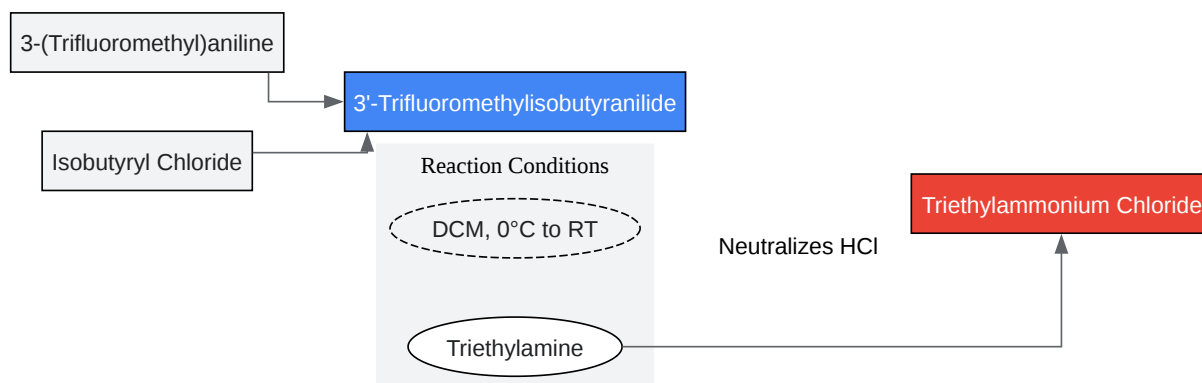 3-(Trifluoromethyl)aniline
3'-Trifluoromethylisobutyranilide
Isobutyryl Chloride
Reaction Conditions
DCM, 0°C to RT
Triethylammonium Chloride
Neutralizes HCl
Triethylamine